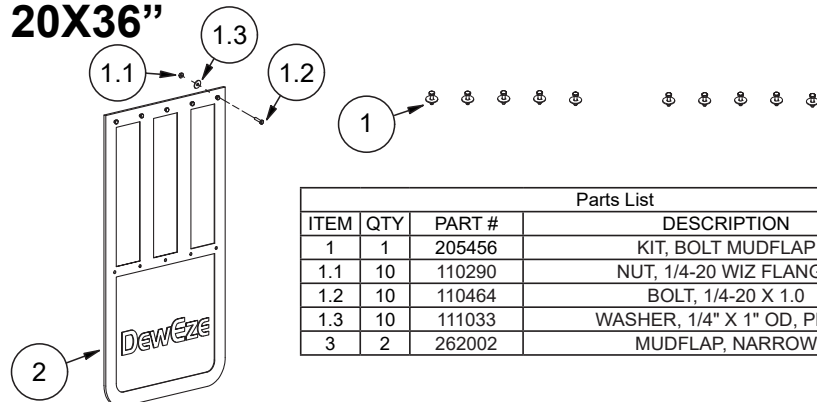 20X36”
1.3
1.1
1.2
1
2
DEWEZE
Parts List
ITEM QTY PART # DESCRIPTION
1 1 205456 KIT, BOLT MUDFLAP
1.1 10 110290 NUT, 1/4-20 WIZ
1.2 10 110464 BOLT, 1/4-20 X 1.0
1.3 10 111033 WASHER, 1/4" X 1" OD,
3 2 262002 MUDFLAP, NARROW